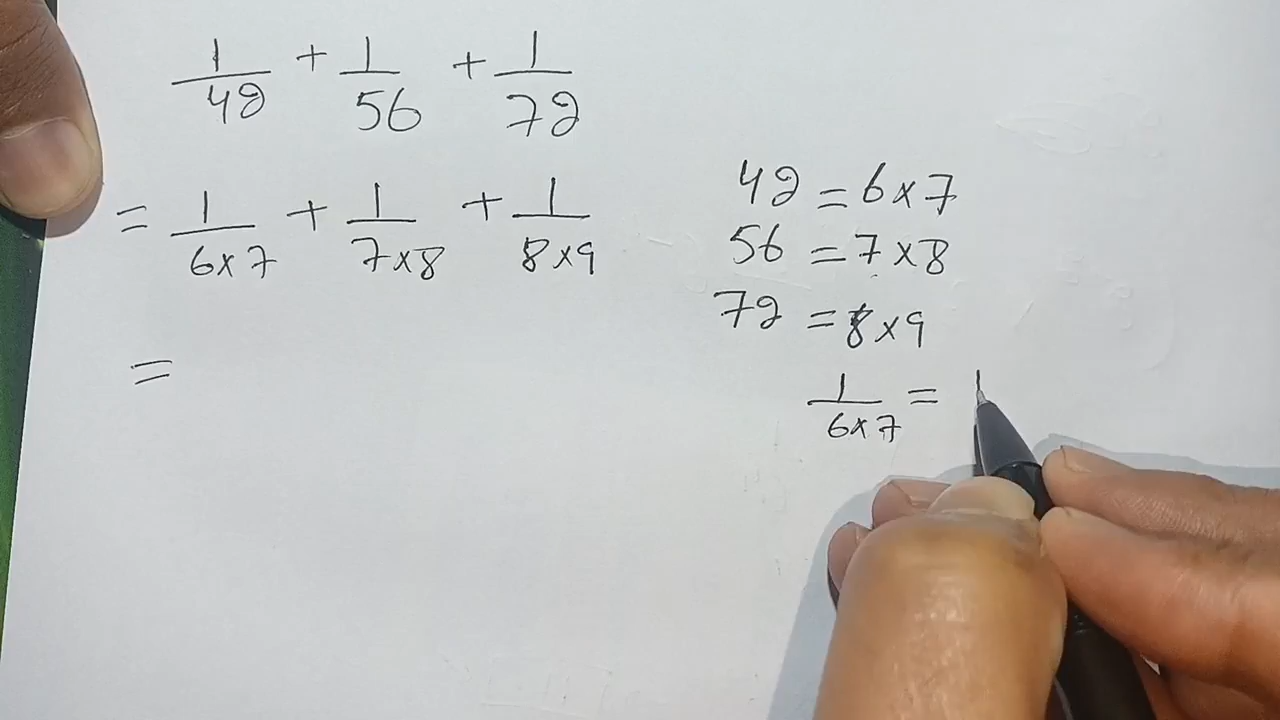 1/42 + 1/56 + 1/72
= 1/6×7 + 1/7×8 + 1/8×9
=
42 = 6×7
56 = 7×8
72 = 8×9
1/6×7 = 1